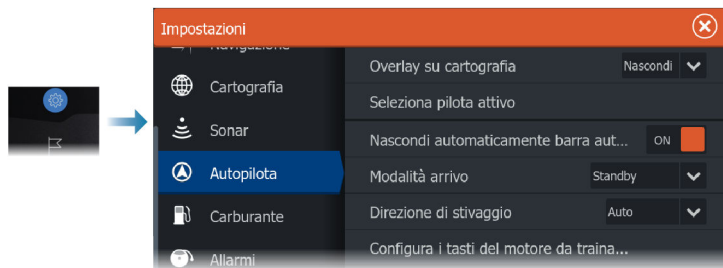 Impostazioni
Navigazione
Cartografia
Sonar
Autopilota
Carburante
Allarmi
Overlay su cartografia Nascondi
Seleziona pilota attivo
Nascondi automaticamente barra aut... ON
Modalità arrivo Standby
Direzione di stivaggio Auto
Configura i tasti del motore da traina...